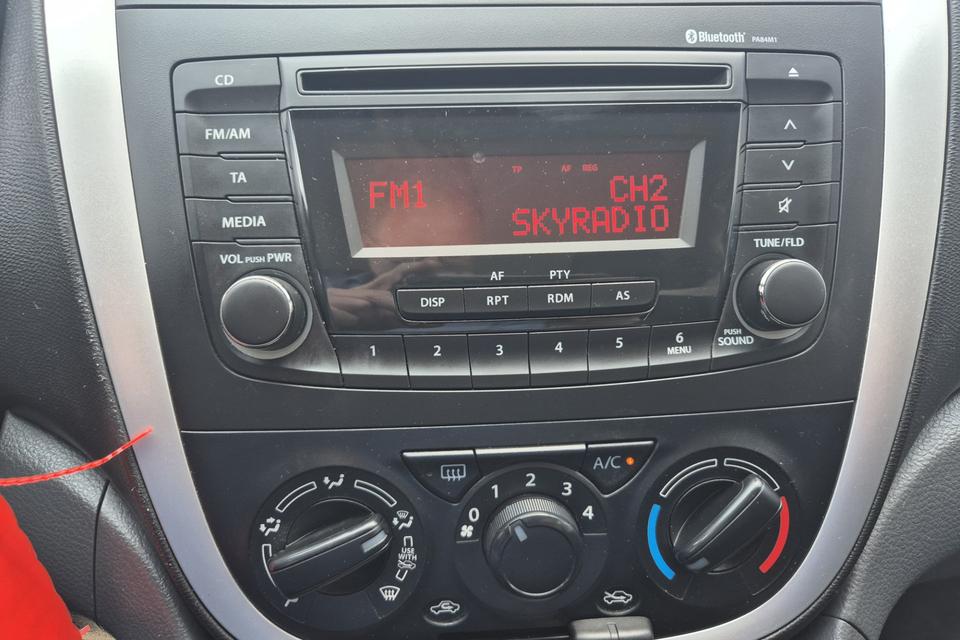 Bluetooth® PA84M1
CD
FM/AM
TA
MEDIA
VOL PUSH PWR
TP AF REG
FM1 CH2
SKYRADIO
AF PTY
DISP RPT RDM AS
1 2 3 4 5 6
MENU
TUNE/FLD
PUSH
SOUND
A/C
0 1 2 3 4
USE
WITH